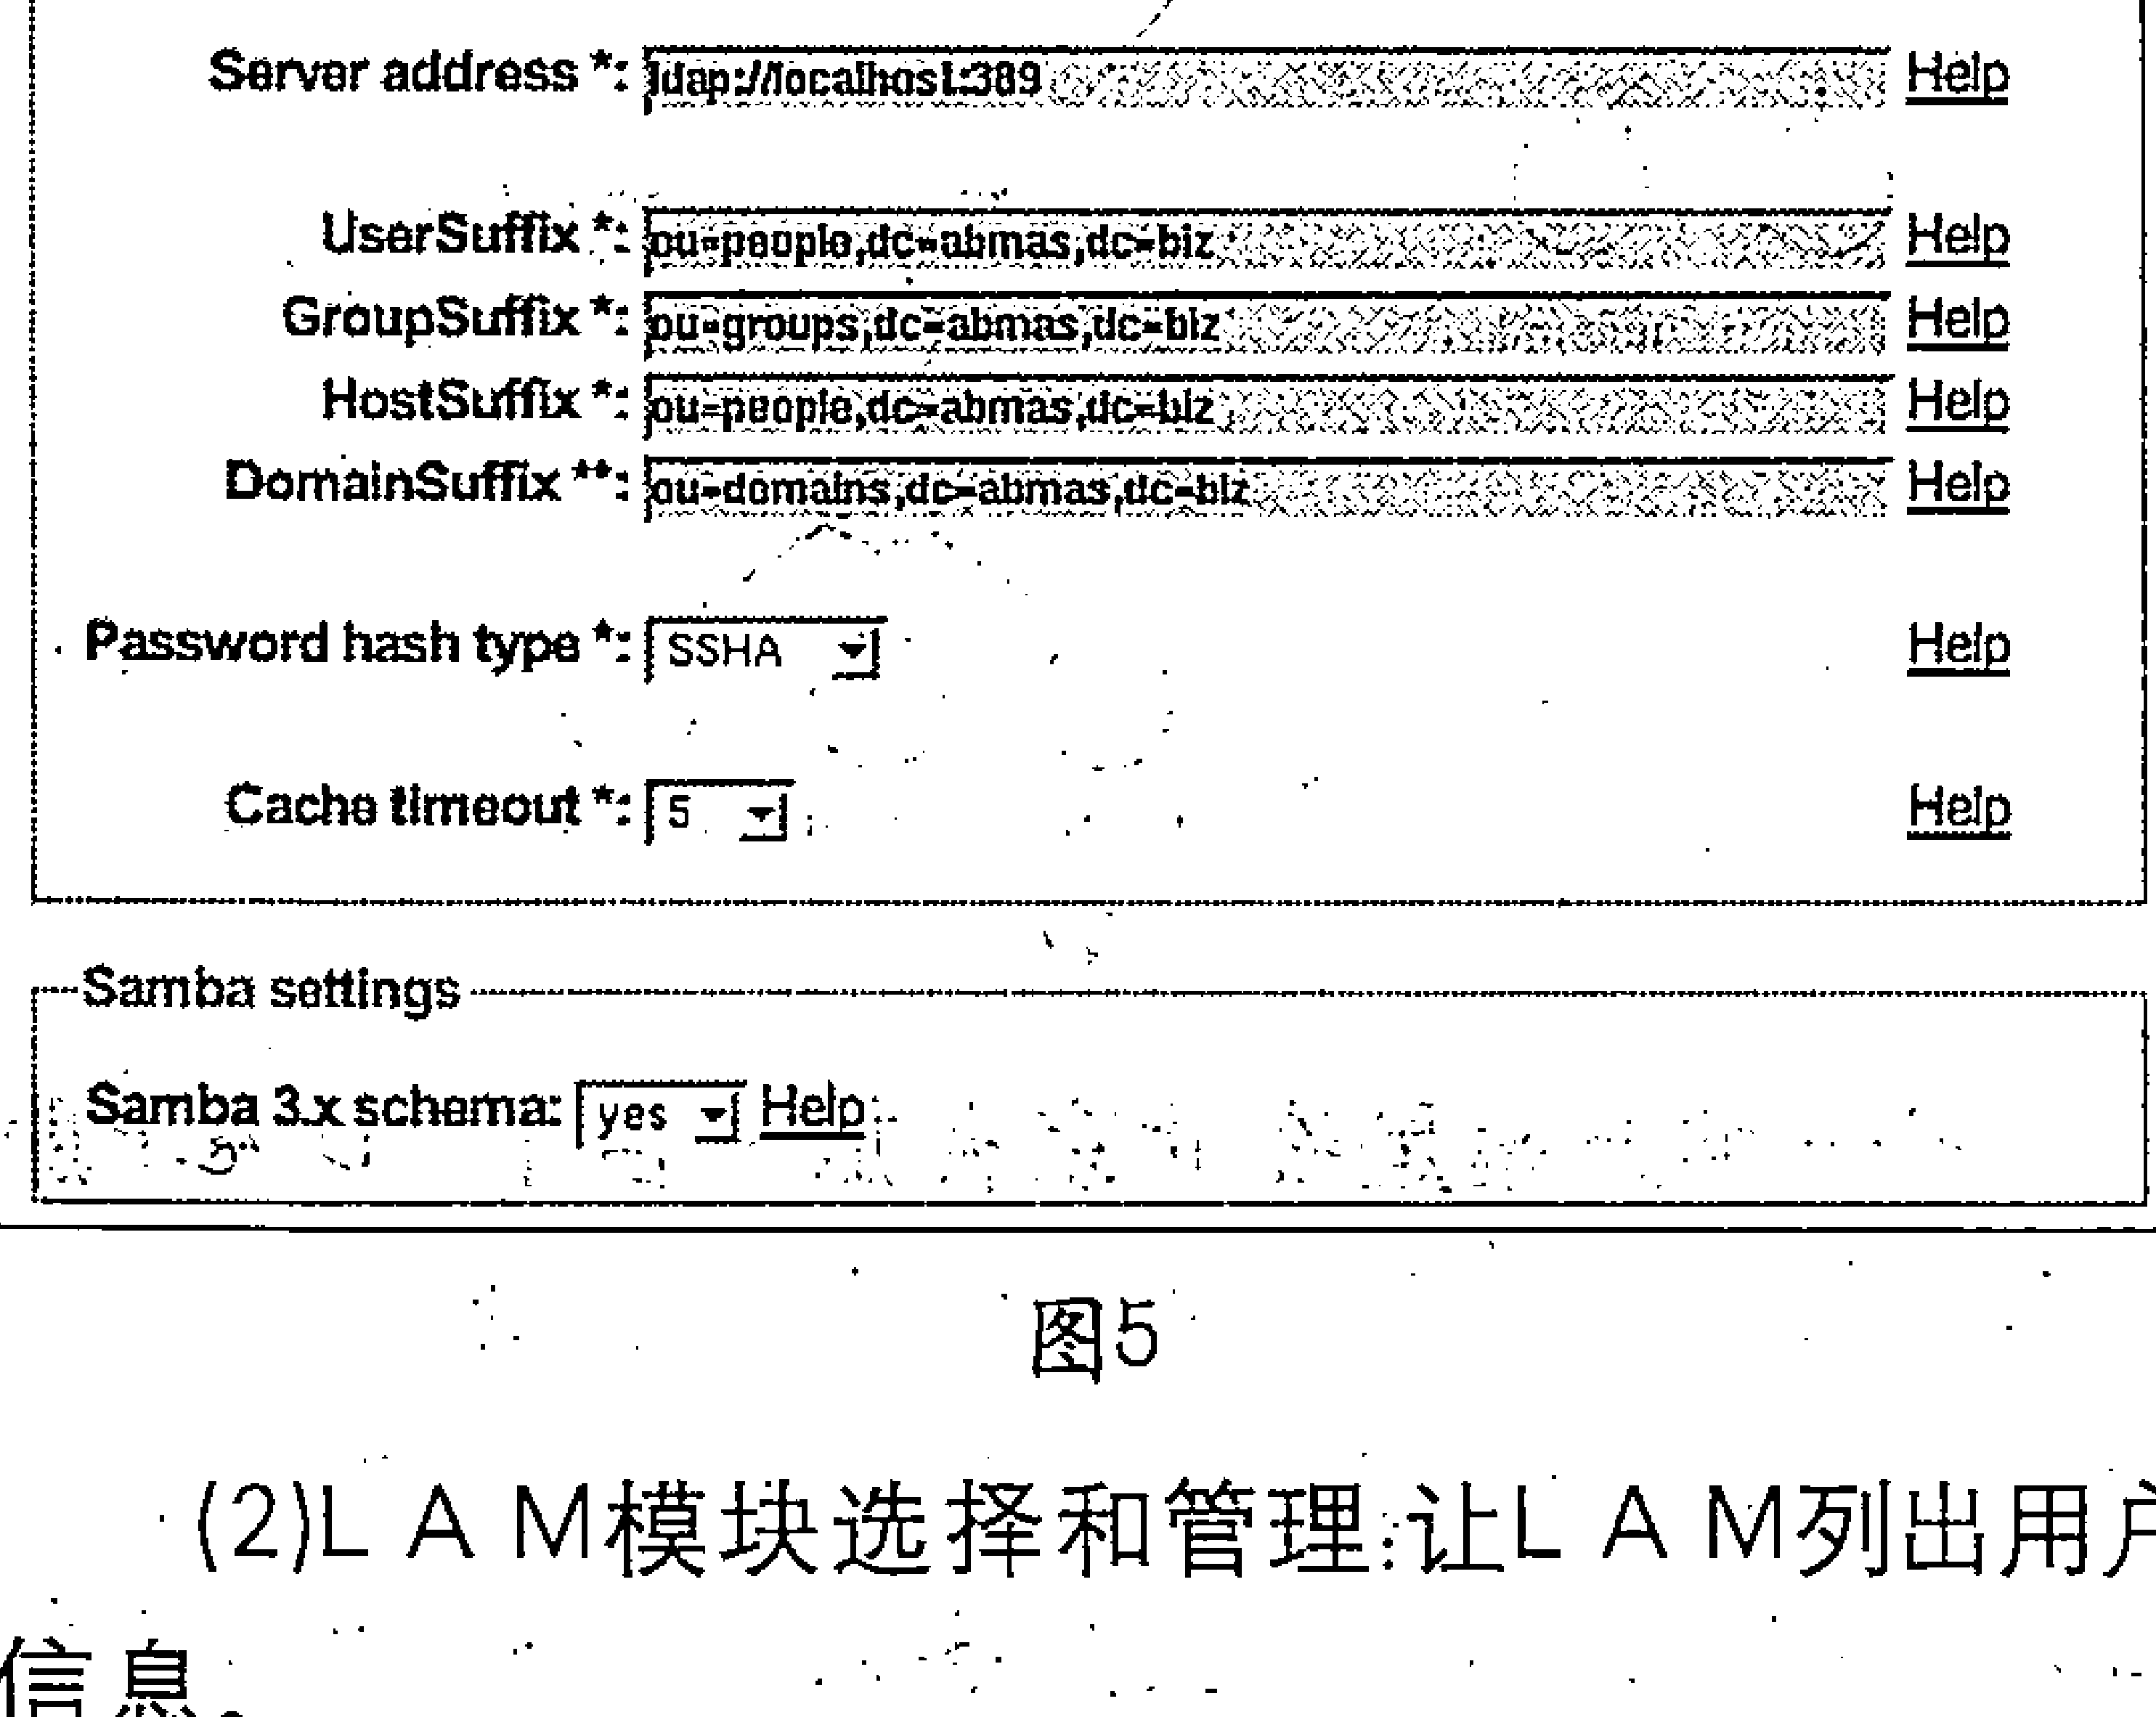 Server address *: ldap://localhost:389 Help
UserSuffix *: ou=people,dc=abmas,dc=biz Help
GroupSuffix *: ou=groups,dc=abmas,dc=biz Help
HostSuffix *: ou=people,dc=abmas,dc=biz Help
DomainSuffix **: ou=domains,dc=abmas,dc=biz Help
Password hash type *: SSHA Help
Cache timeout *: 5 Help
Samba settings
Samba 3.x schema: yes Help
图5
(2)LAM模块选择和管理:让LAM列出用户
信息。